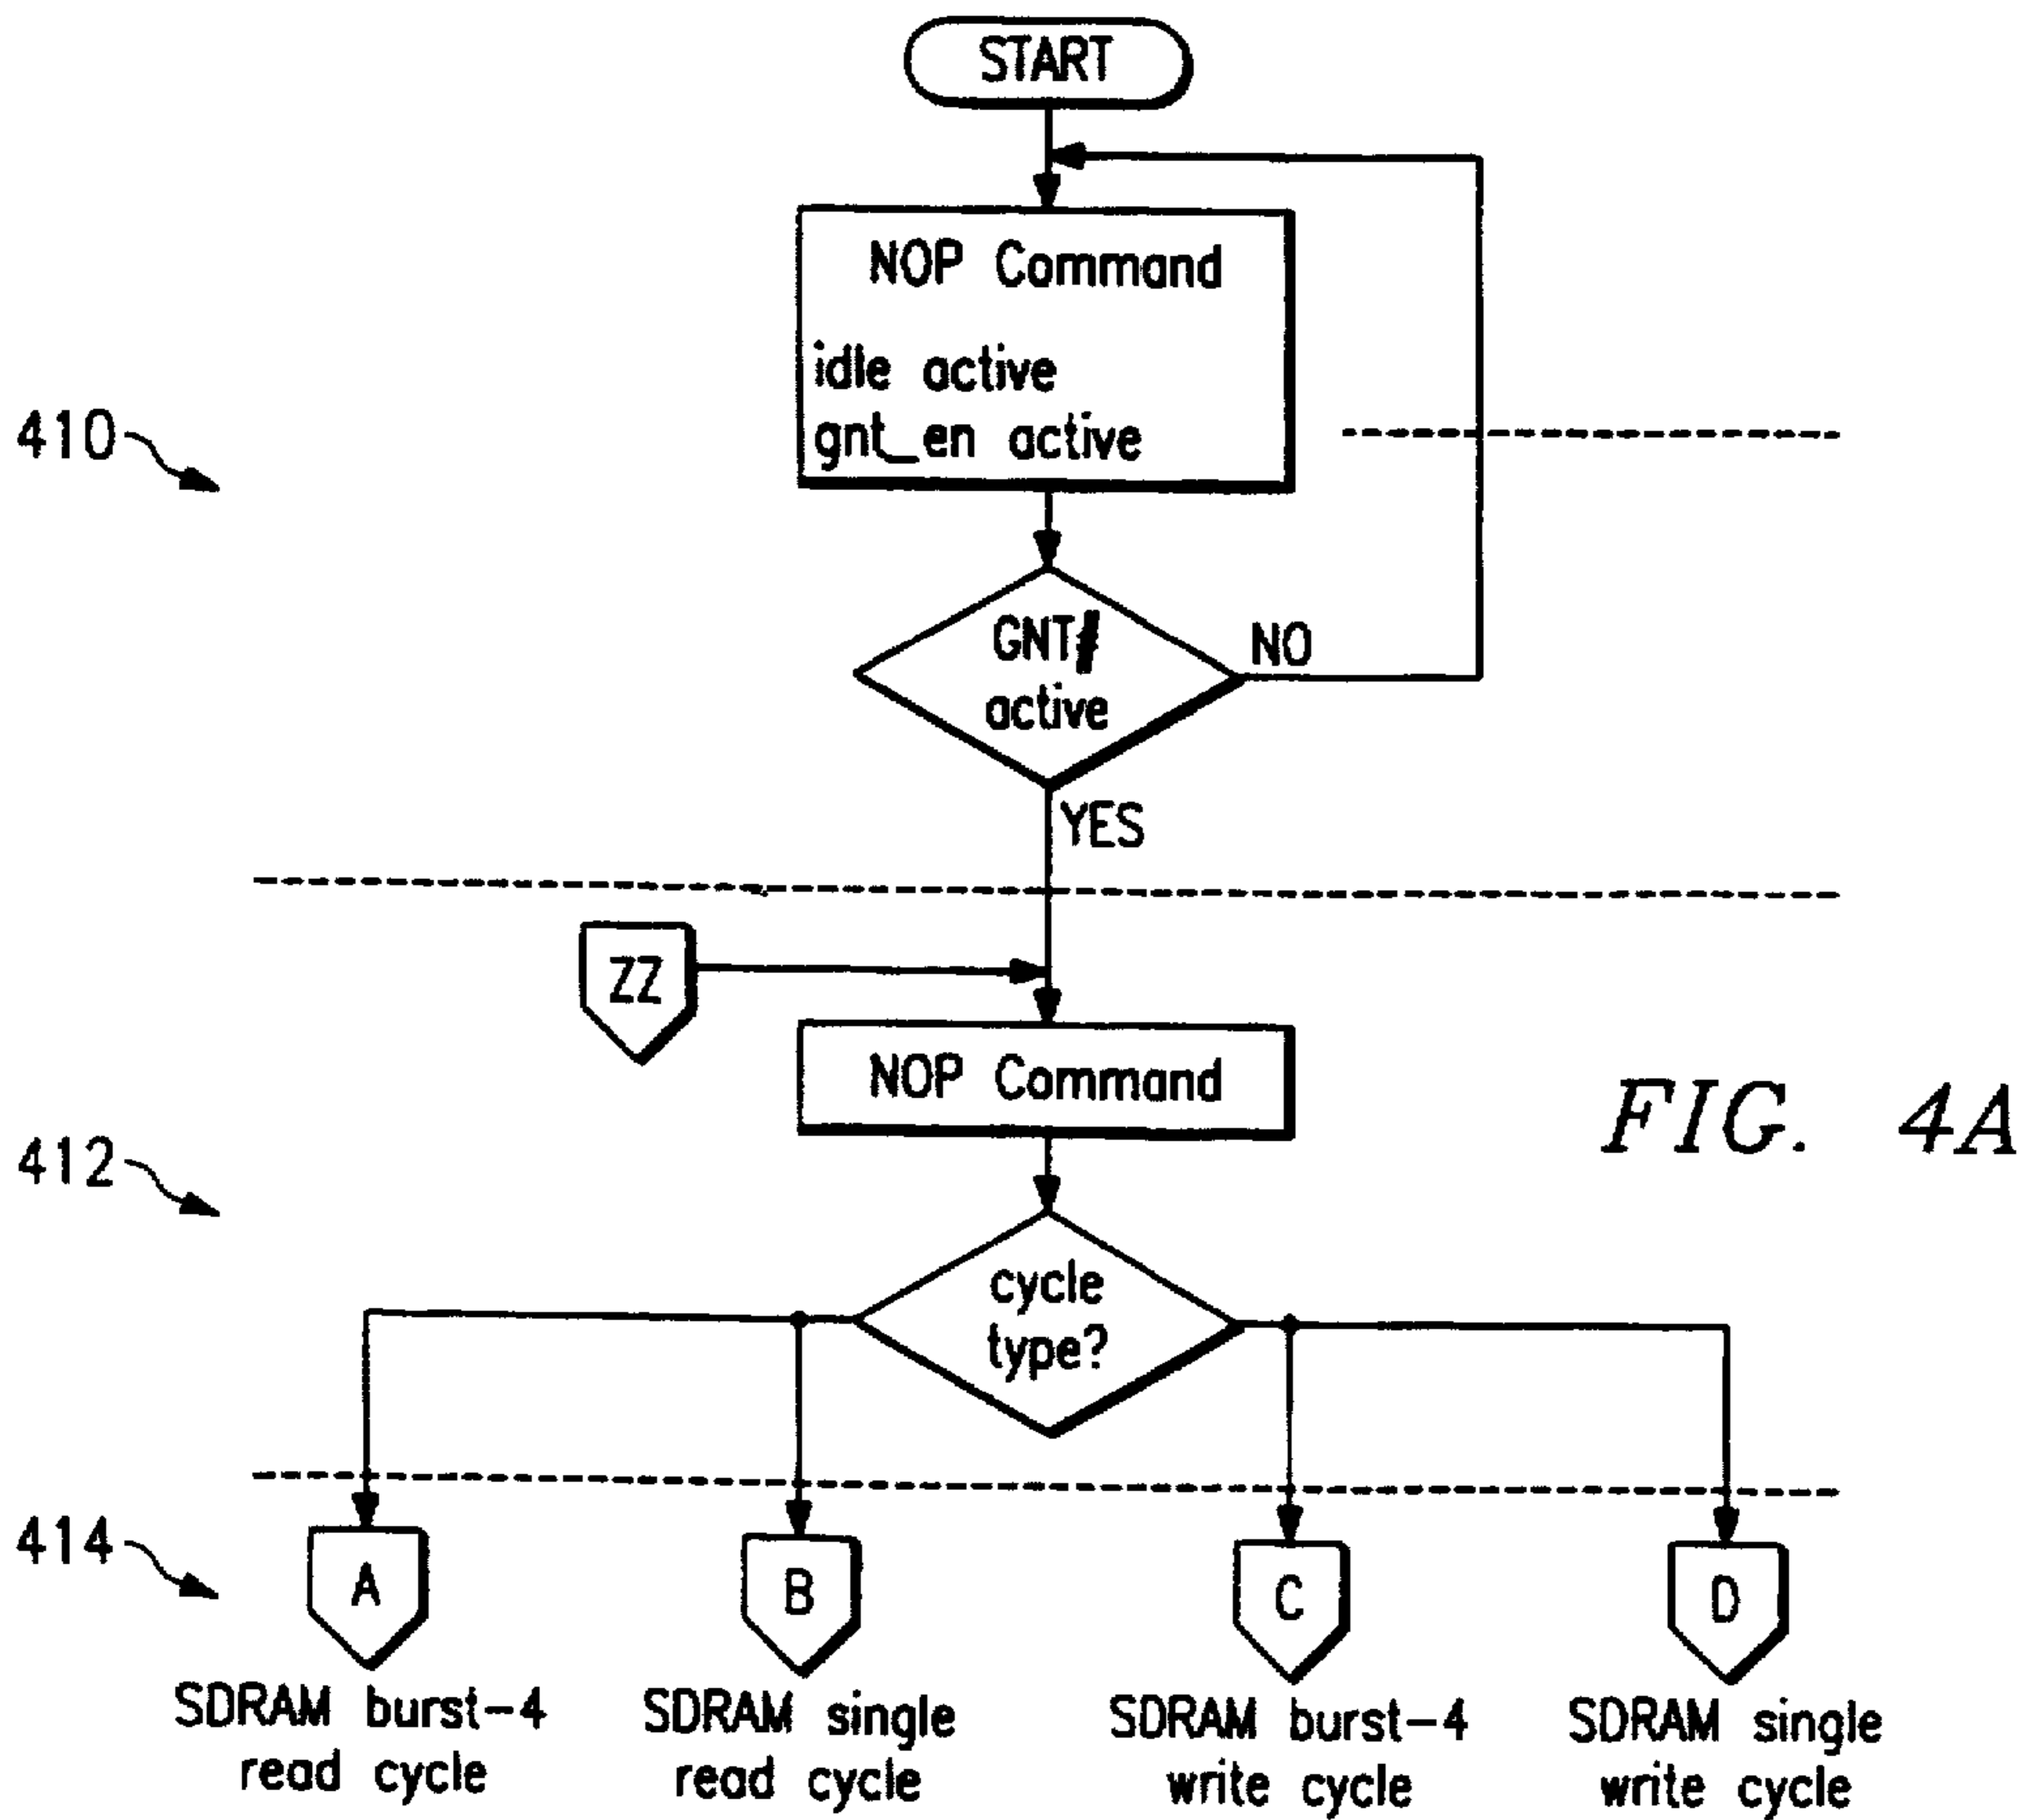 START
NOP Command
idle active
gnt_en active
410
GNT#
active
NO
YES
ZZ
NOP Command
FIG. 4A
412
cycle
type?
414
A
B
C
D
SDRAM burst-4
read cycle
SDRAM single
read cycle
SDRAM burst-4
write cycle
SDRAM single
write cycle